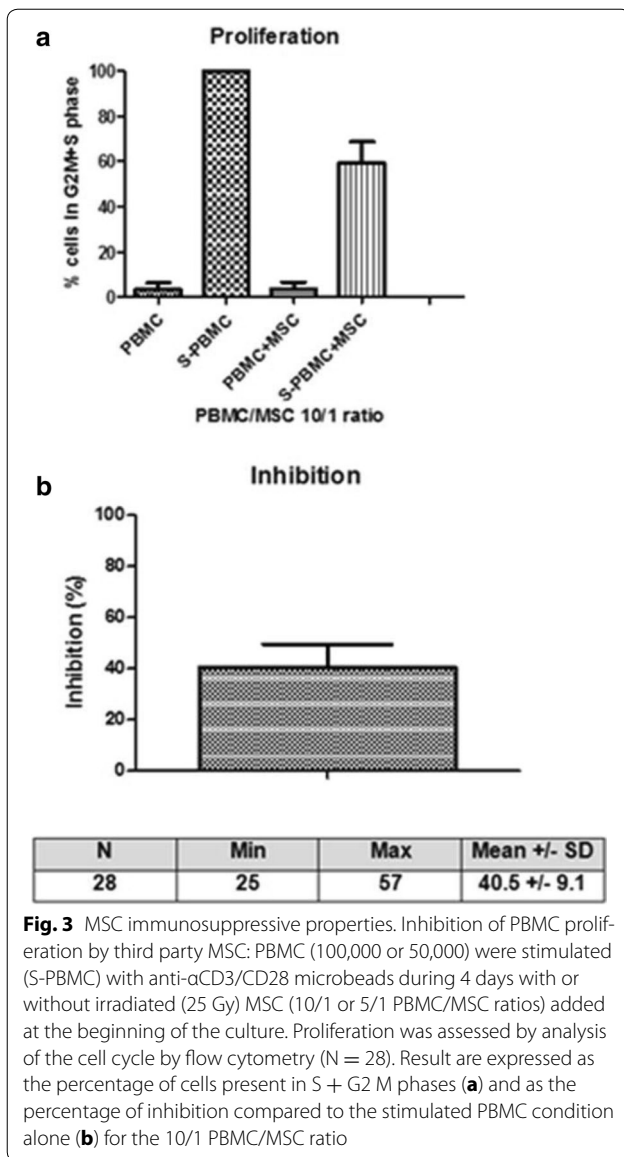 a
Proliferation
% cells in G2M+S phase
100
80
60
40
20
0
PBMC
S-PBMC
PBMC+MSC
S-PBMC+MSC
PBMC/MSC 10/1 ratio
b
Inhibition
Inhibition (%)
100
80
60
40
20
0
N Min Max Mean +/- SD
28 25 57 40.5 +/- 9.1
Fig. 3 MSC immunosuppressive properties. Inhibition of PBMC prolif-
eration by third party MSC: PBMC (100,000 or 50,000) were stimulated
(S-PBMC) with anti-αCD3/CD28 microbeads during 4 days with or
without irradiated (25 Gy) MSC (10/1 or 5/1 PBMC/MSC ratios) added
at the beginning of the culture. Proliferation was assessed by analysis
of the cell cycle by flow cytometry (N = 28). Result are expressed as
the percentage of cells present in S + G2 M phases (a) and as the
percentage of inhibition compared to the stimulated PBMC condition
alone (b) for the 10/1 PBMC/MSC ratio